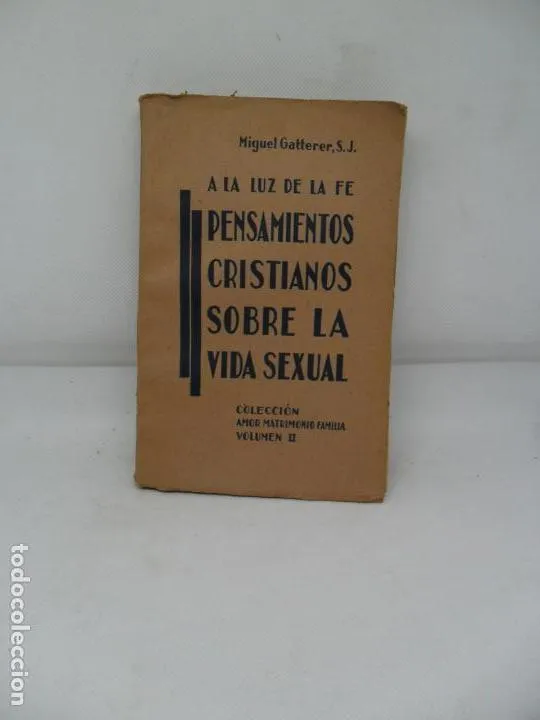 Miguel Gatterer, S.J.
A LA LUZ DE LA FE
PENSAMIENTOS
CRISTIANOS
SOBRE LA
VIDA SEXUAL
COLECCIÓN
AMOR MATRIMONIO FAMILIA
VOLUMEN II
todocoleccion